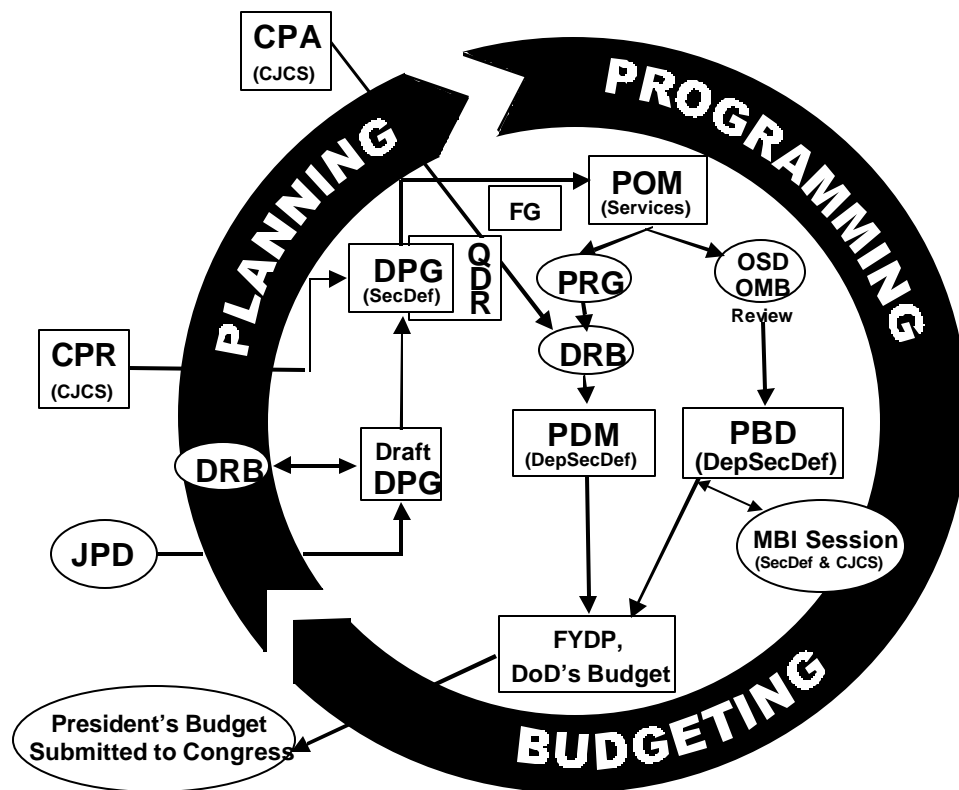 CPA
(CJCS)
PLANNING
PROGRAMMING
POM
(Services)
FG
DPG
(SecDef)
QDR
PRG
OSD
OMB
Review
CPR
(CJCS)
DRB
PDM
(DepSecDef)
PBD
(DepSecDef)
DRB
Draft
DPG
JPD
MBI Session
(SecDef & CJCS)
FYDP,
DoD’s Budget
BUDGETING
President’s Budget
Submitted to Congress